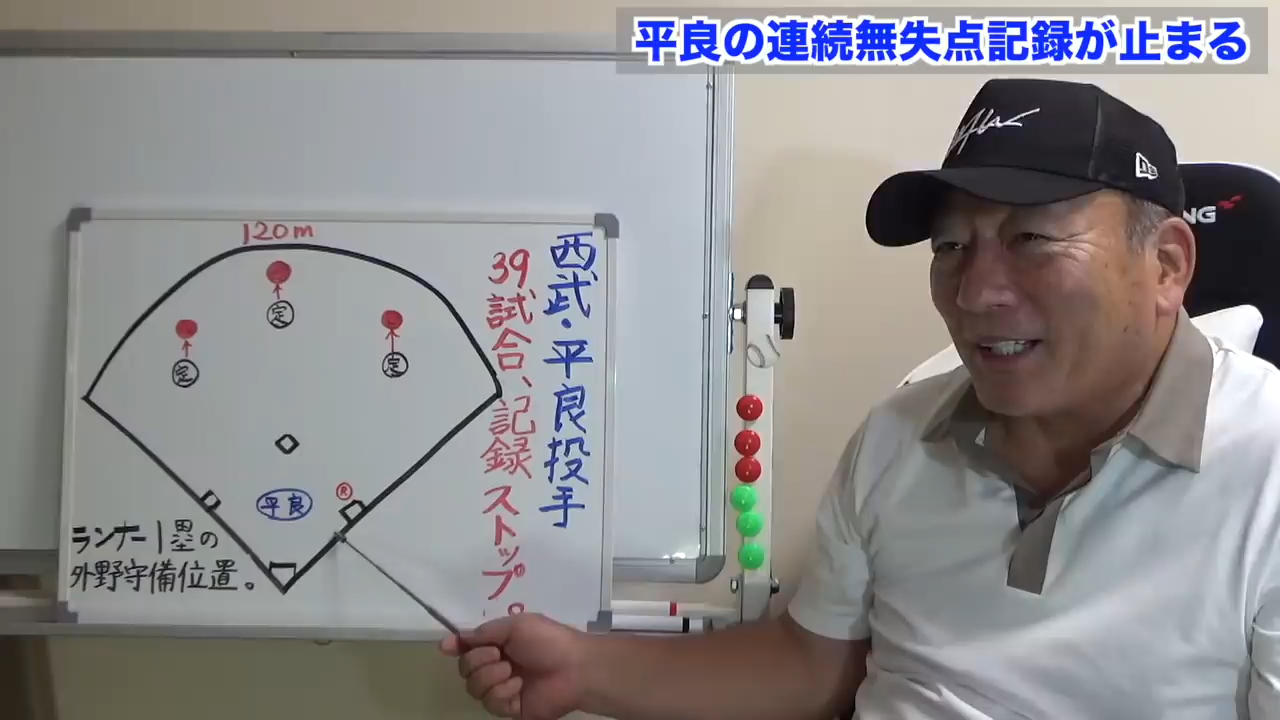 平良の連続無失点記録が止まる
西武・平良投手
39試合、記録ストップ。
120m
定
定
定
平良
R
ランナー1塁の
外野守備位置。